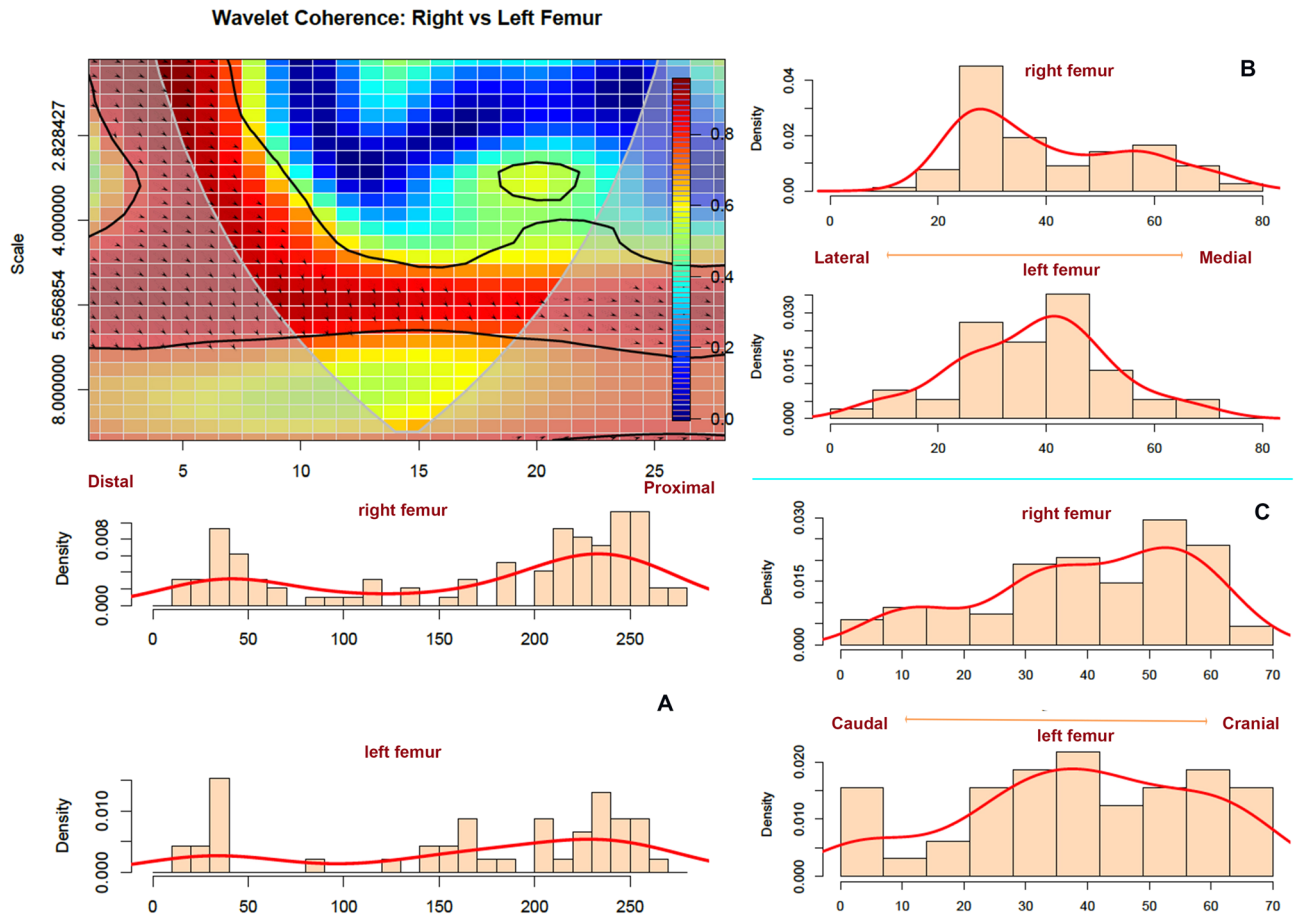 Wavelet Coherence: Right vs Left Femur
Scale
2.828427
4.000000
5.656854
8.000000
0.8
0.6
0.4
0.2
0.0
5 10 15 20 25
Distal
Proximal
right femur
Density
0.008
0.000
0 50 100 150 200 250
A
left femur
Density
0.010
0.000
0 50 100 150 200 250
B
right femur
Density
0.04
0.02
0.00
0 20 40 60 80
Lateral
Medial
left femur
Density
0.030
0.015
0.000
0 20 40 60 80
C
right femur
Density
0.030
0.015
0.000
0 10 20 30 40 50 60 70
Caudal
Cranial
left femur
Density
0.020
0.010
0.000
0 10 20 30 40 50 60 70